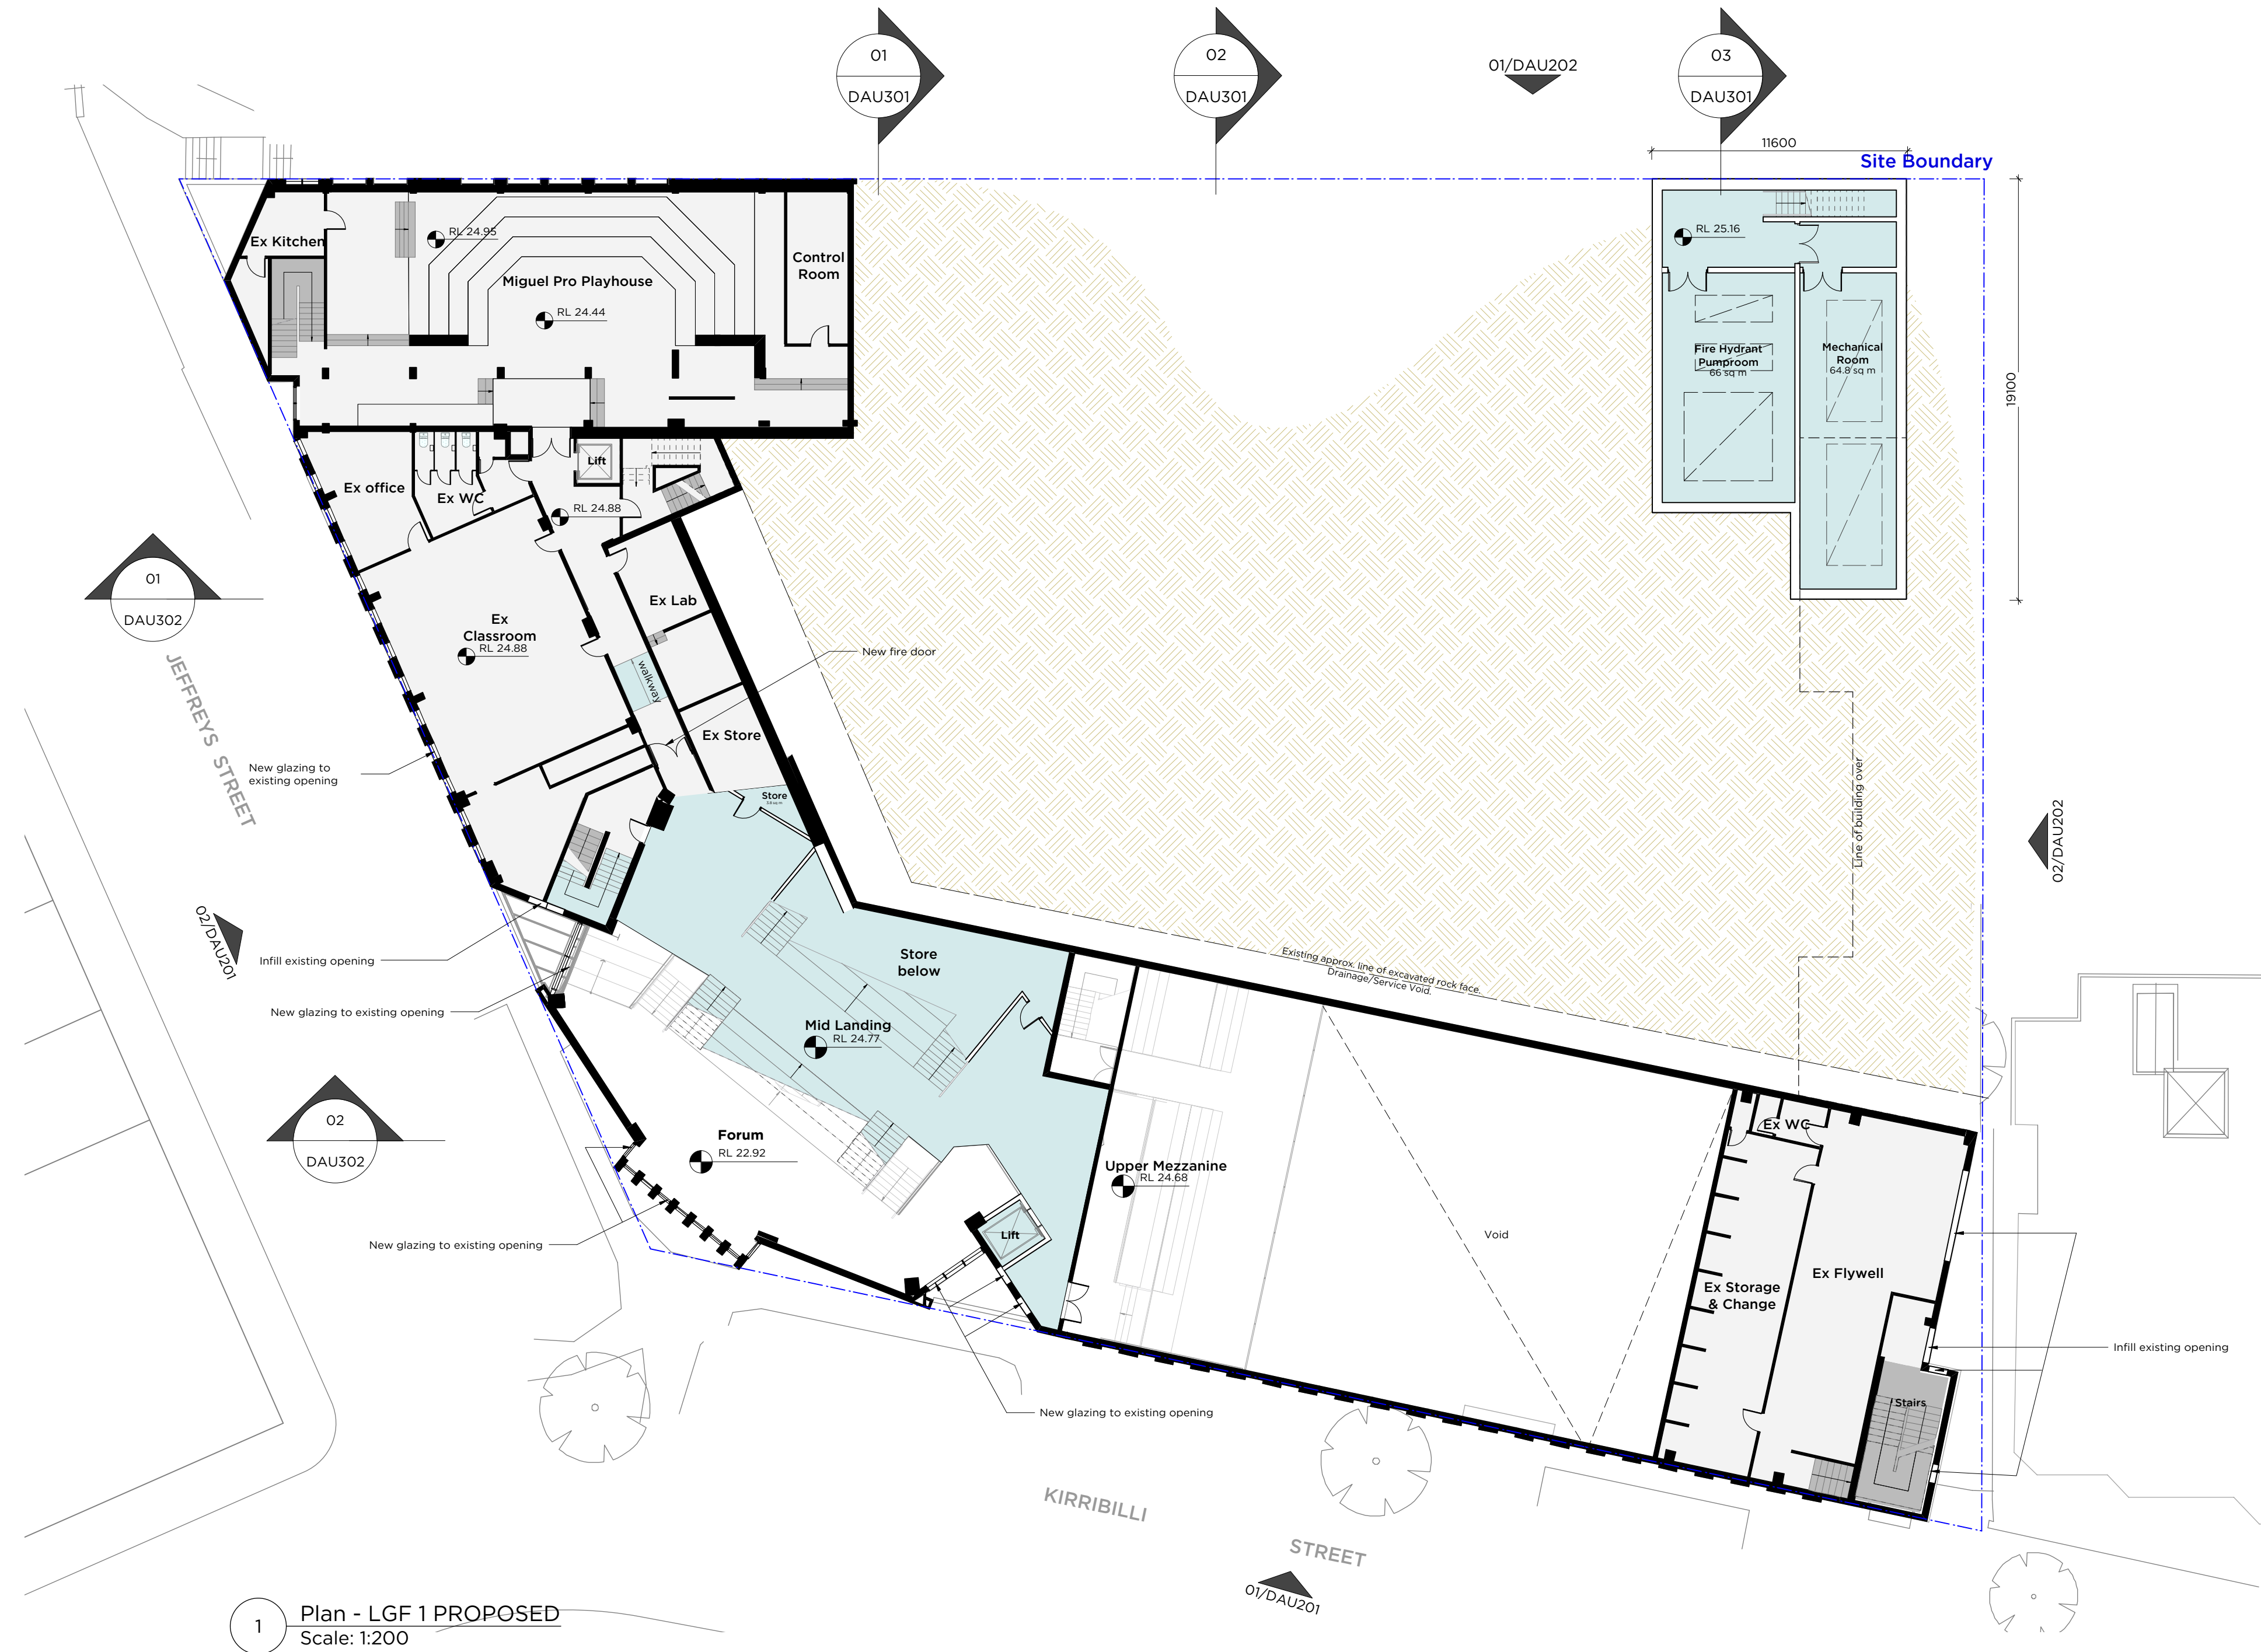 01
DAU301
02
DAU301
01/DAU202
03
DAU301
11600
Site Boundary
RL 24.95
Ex Kitchen
Control
Room
Miguel Pro Playhouse
RL 24.44
RL 25.16
Fire Hydrant
Pumproom
66 sq m
Mechanical
Room
64.8 sq m
19100
Lift
Ex office
Ex WC
RL 24.88
01
DAU302
Ex Lab
Ex
Classroom
RL 24.88
New fire door
walkway
JEFFREYS STREET
Ex Store
New glazing to
existing opening
Store
3.8 sq m
Line of building over
02/DAU202
02/DAU201
Infill existing opening
Store
below
Existing approx. line of excavated rock face.
Drainage/Service Void.
New glazing to existing opening
Mid Landing
RL 24.77
02
DAU302
Forum
RL 22.92
Ex WC
Upper Mezzanine
RL 24.68
Void
Lift
New glazing to existing opening
Ex Flywell
Ex Storage
& Change
Infill existing opening
Stairs
New glazing to existing opening
KIRRIBILLI
STREET
01/DAU201
1
Plan - LGF 1 PROPOSED
Scale: 1:200